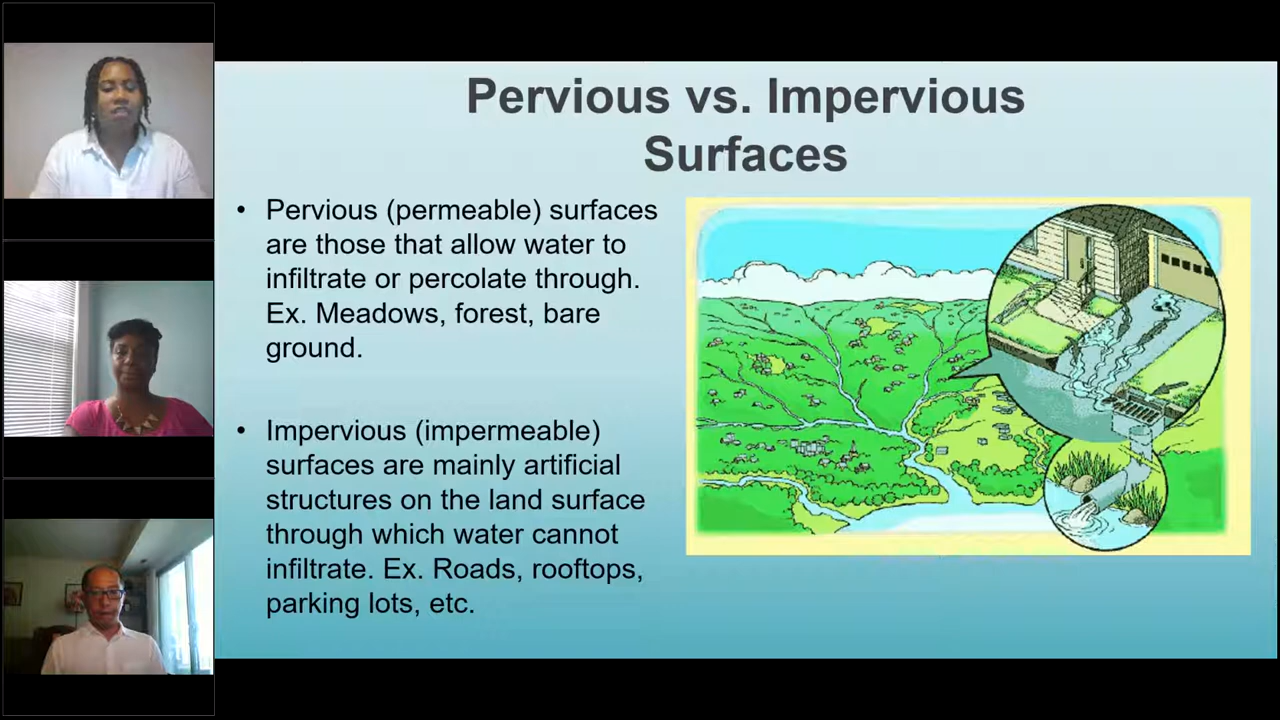 Pervious vs. Impervious
Surfaces
• Pervious (permeable) surfaces
are those that allow water to
infiltrate or percolate through.
Ex. Meadows, forest, bare
ground.
• Impervious (impermeable)
surfaces are mainly artificial
structures on the land surface
through which water cannot
infiltrate. Ex. Roads, rooftops,
parking lots, etc.